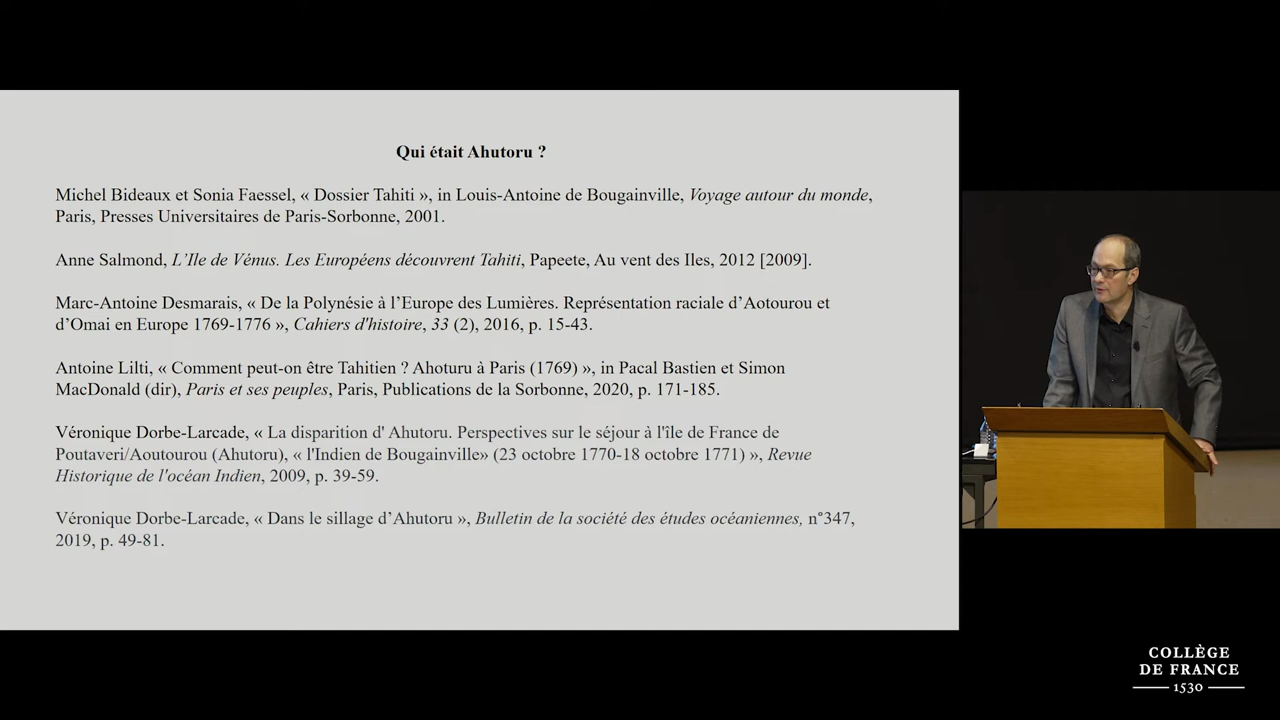 Qui était Ahutoru ?
Michel Bideaux et Sonia Faessel, « Dossier Tahiti », in Louis-Antoine de Bougainville, Voyage autour du monde,
Paris, Presses Universitaires de Paris-Sorbonne, 2001.
Anne Salmond, L’Ile de Vénus. Les Européens découvrent Tahiti, Papeete, Au vent des Iles, 2012 [2009].
Marc-Antoine Desmarais, « De la Polynésie à l’Europe des Lumières. Représentation raciale d’Aotourou et
d’Omai en Europe 1769-1776 », Cahiers d'histoire, 33 (2), 2016, p. 15-43.
Antoine Lilti, « Comment peut-on être Tahitien ? Ahoturu à Paris (1769) », in Pacal Bastien et Simon
MacDonald (dir), Paris et ses peuples, Paris, Publications de la Sorbonne, 2020, p. 171-185.
Véronique Dorbe-Larcade, « La disparition d' Ahutoru. Perspectives sur le séjour à l'île de France de
Poutaveri/Aoutourou (Ahutoru), « l'Indien de Bougainville» (23 octobre 1770-18 octobre 1771) », Revue
Historique de l'océan Indien, 2009, p. 39-59.
Véronique Dorbe-Larcade, « Dans le sillage d’Ahutoru », Bulletin de la société des études océaniennes, n°347,
2019, p. 49-81.
COLLÈGE
DE FRANCE
1530